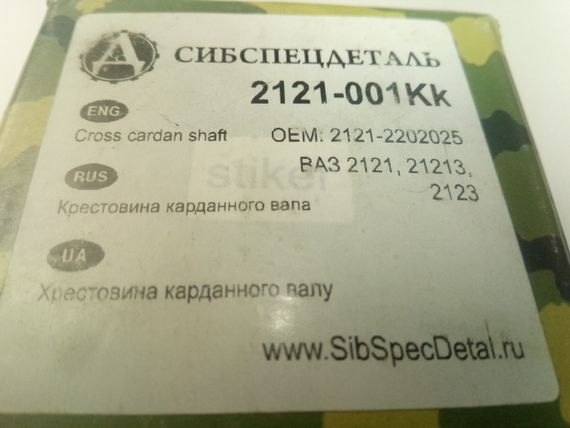 А
СИБСПЕЦДЕТАЛЬ
2121-001Kk
ENG
Cross cardan shaft
OEM: 2121-2202025
stiker
ВАЗ 2121, 21213,
2123
RUS
Крестовина карданного вала
UA
Хрестовина карданного валу
www.SibSpecDetal.ru